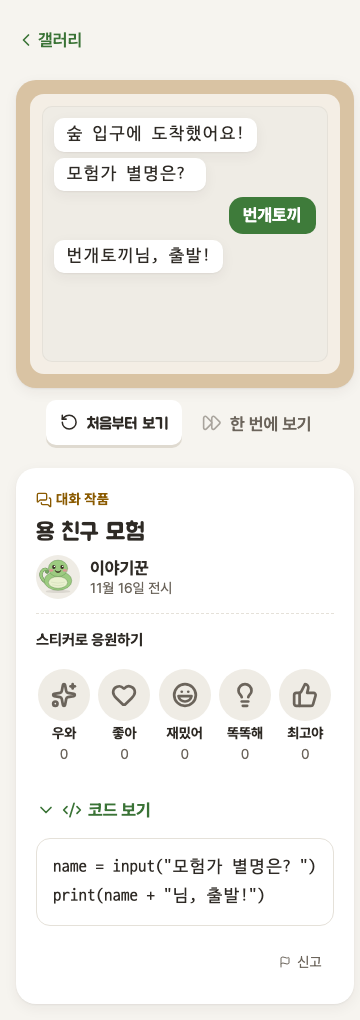 갤러리
숲 입구에 도착했어요!
모험가 별명은?
번개토끼
번개토끼님, 출발!
처음부터 보기
한 번에 보기
대화 작품
용 친구 모험
이야기꾼
11월 16일 전시
스티커로 응원하기
우와 좋아 재밌어 똑똑해 최고야
0 0 0 0 0
</> 코드 보기
name = input("모험가 별명은? ")
print(name + "님, 출발!")
신고